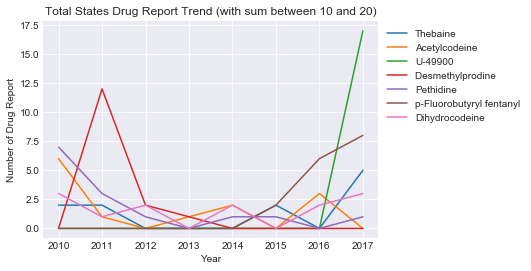 Total States Drug Report Trend (with sum between 10 and 20)
17.5
15.0
12.5
10.0
7.5
5.0
2.5
0.0
Number of Drug Report
2010 2011 2012 2013 2014 2015 2016 2017
Year
Thebaine
Acetylcodeine
U-49900
Desmethylprodine
Pethidine
p-Fluorobutyryl fentanyl
Dihydrocodeine